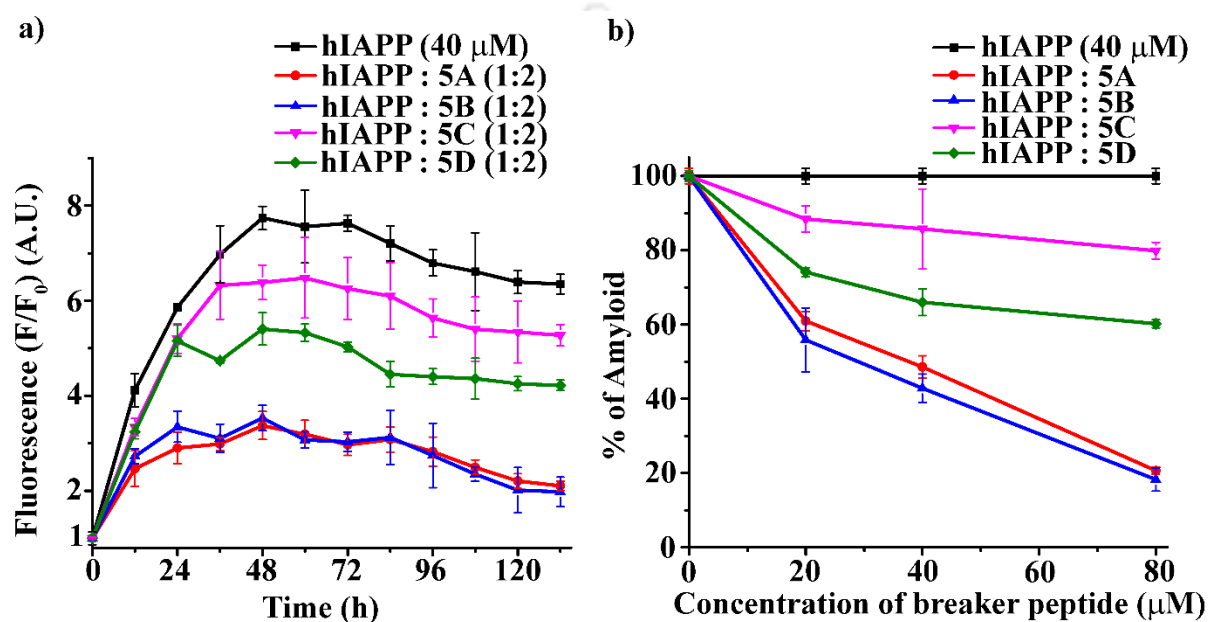 a)
hIAPP (40 μM)
hIAPP : 5A (1:2)
hIAPP : 5B (1:2)
hIAPP : 5C (1:2)
hIAPP : 5D (1:2)
Fluorescence (F/F0) (A.U.)
8
6
4
2
1
0 24 48 72 96 120
Time (h)
b)
hIAPP (40 μM)
hIAPP : 5A
hIAPP : 5B
hIAPP : 5C
hIAPP : 5D
% of Amyloid
100
80
60
40
20
0
0 20 40 60 80
Concentration of breaker peptide (μM)